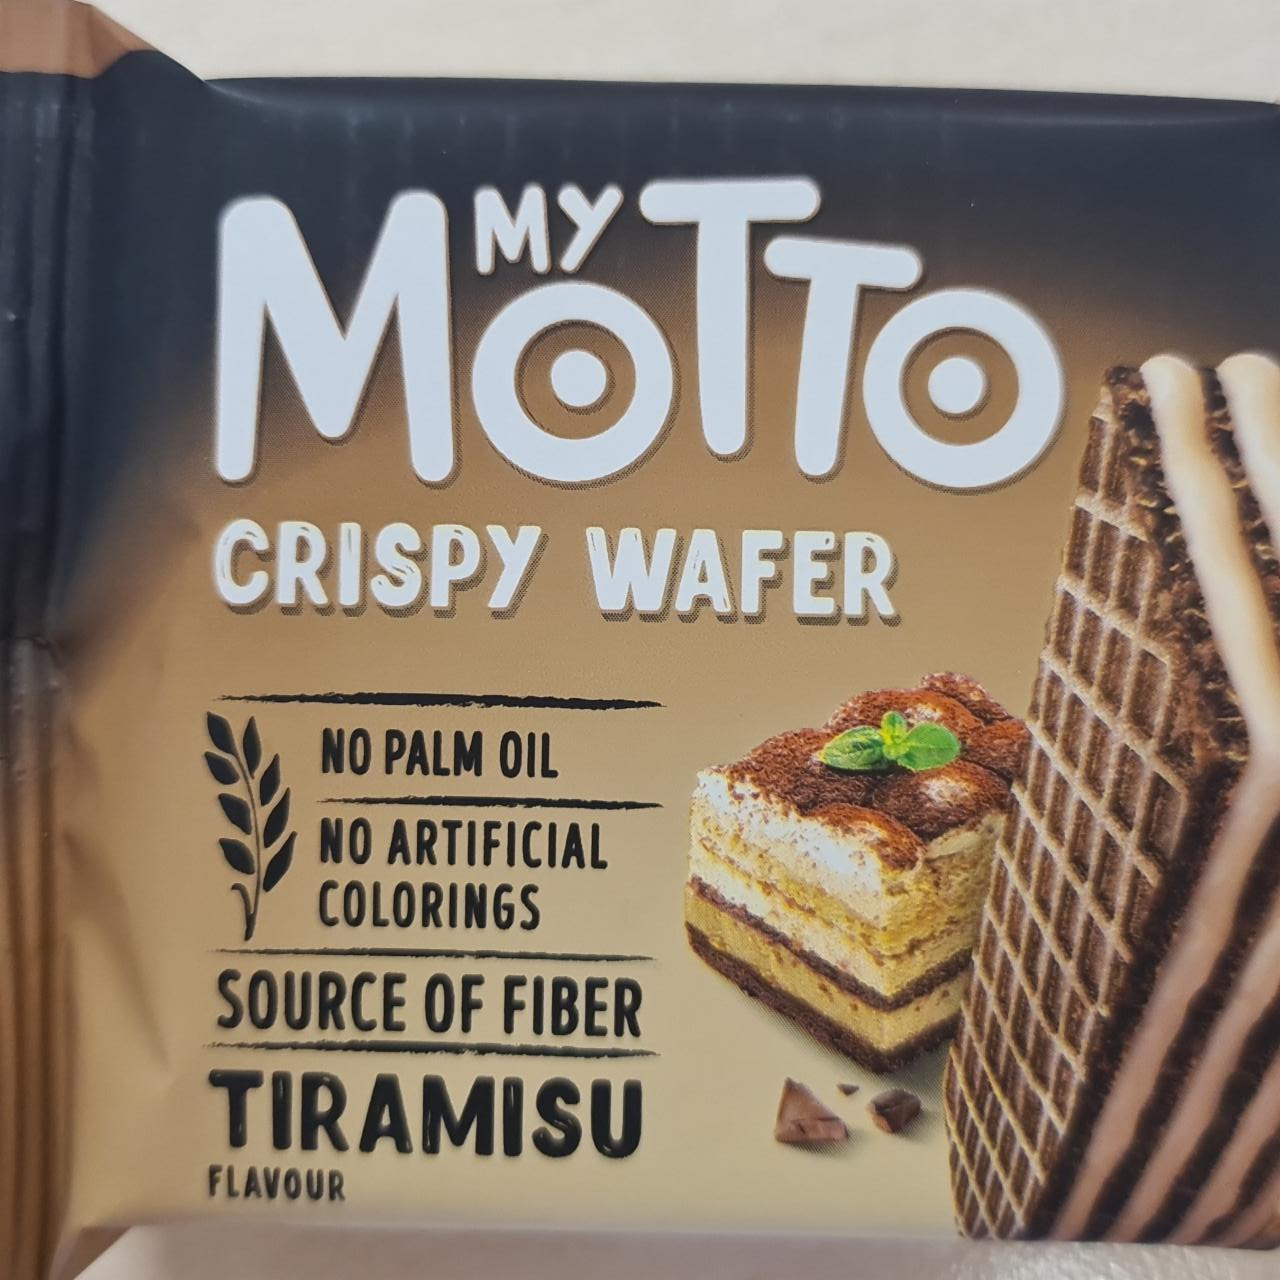 MY
MOTTO
CRISPY WAFER
NO PALM OIL
NO ARTIFICIAL
COLORINGS
SOURCE OF FIBER
TIRAMISU
FLAVOUR